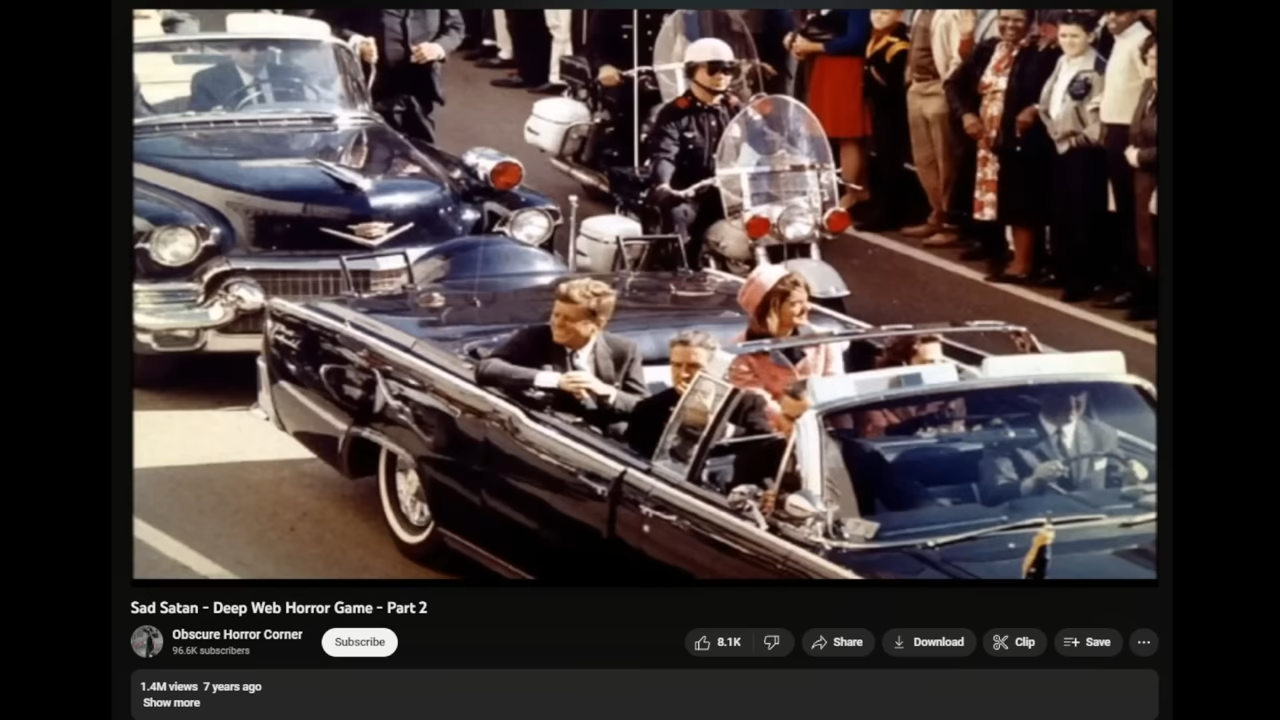 Sad Satan - Deep Web Horror Game - Part 2
Obscure Horror Corner
96.6K subscribers
Subscribe
8.1K
Share
Download
Clip
Save
1.4M views 7 years ago
Show more